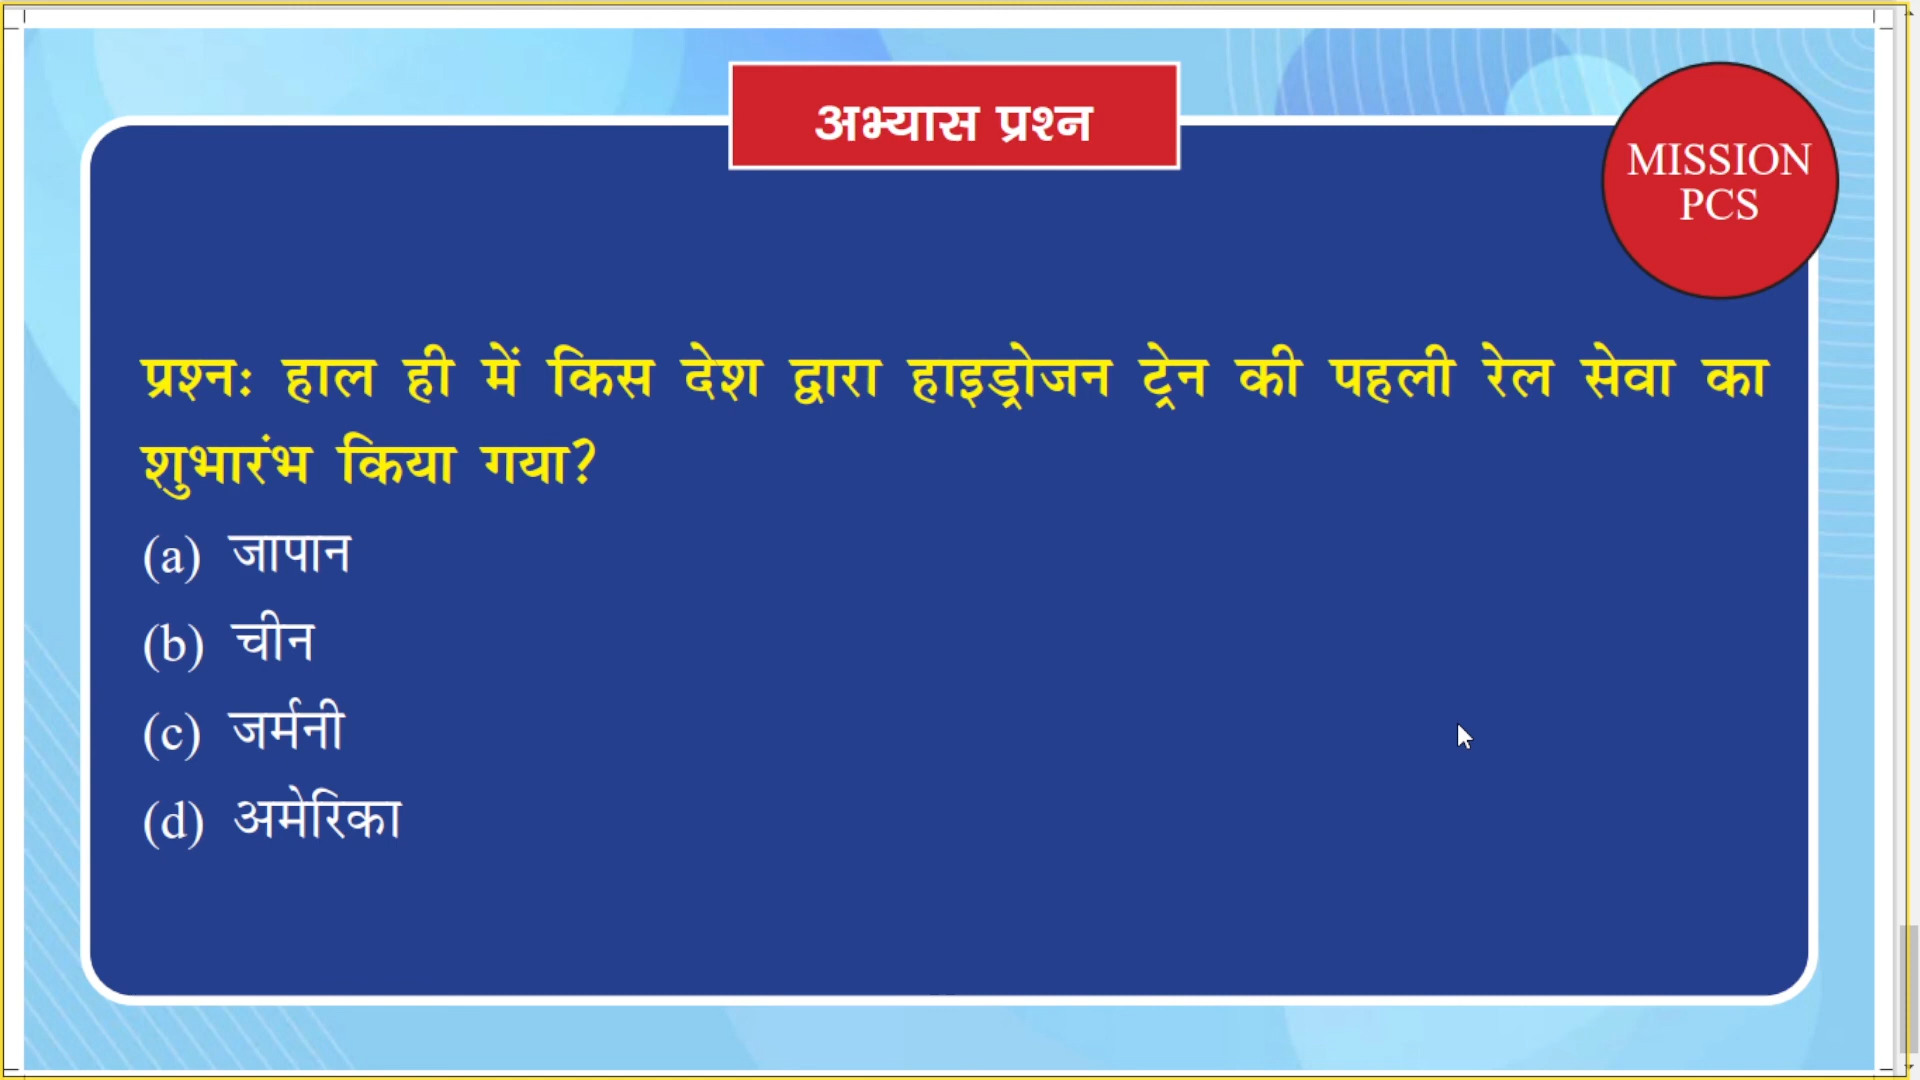 अभ्यास प्रश्न
MISSION
PCS
प्रश्नः हाल ही में किस देश द्वारा हाइड्रोजन ट्रेन की पहली रेल सेवा का
शुभारंभ किया गया?
(a) जापान
(b) चीन
(c) जर्मनी
(d) अमेरिका